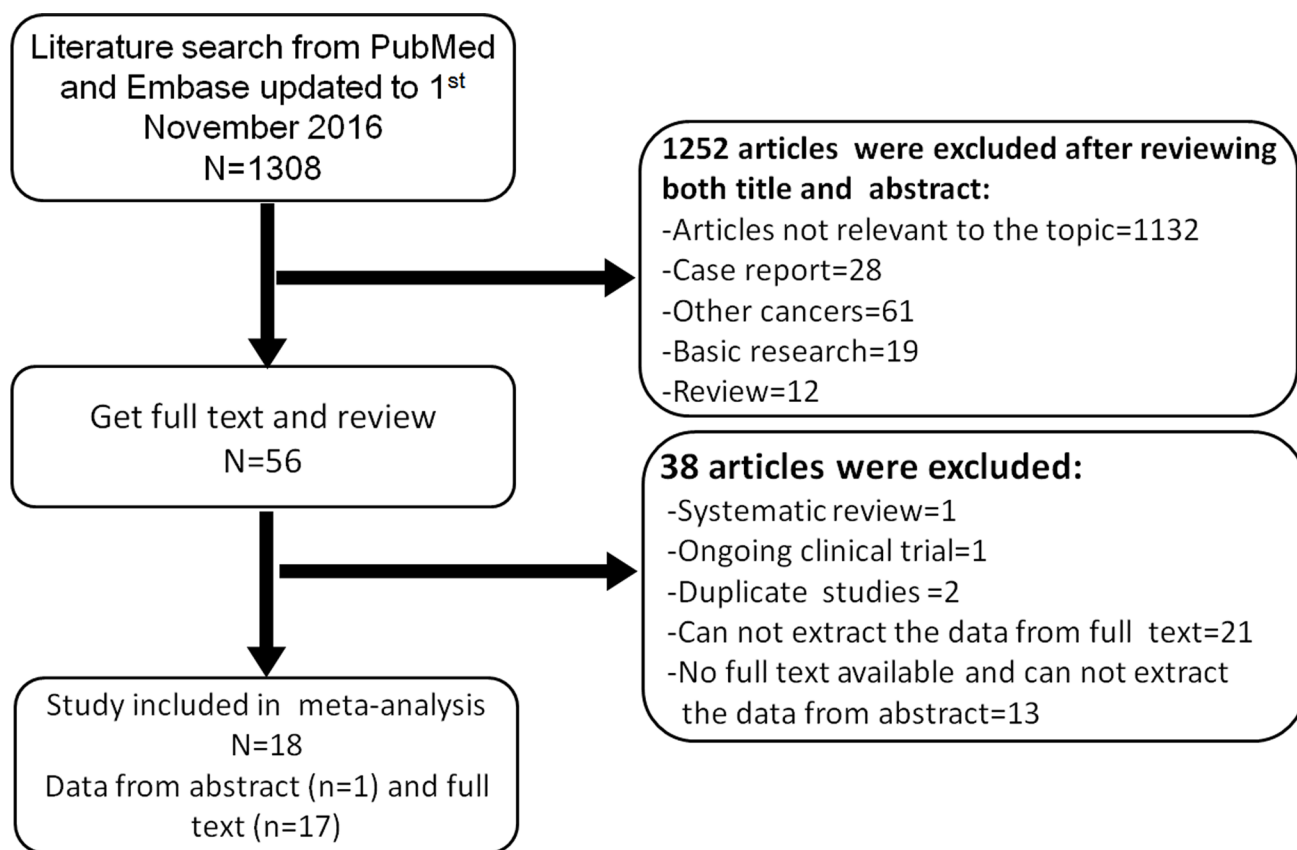 Literature search from PubMed
and Embase updated to 1st
November 2016
N=1308
1252 articles were excluded after reviewing
both title and abstract:
-Articles not relevant to the topic=1132
-Case report=28
-Other cancers=61
-Basic research=19
-Review=12
Get full text and review
N=56
38 articles were excluded:
-Systematic review=1
-Ongoing clinical trial=1
-Duplicate studies =2
-Can not extract the data from full text=21
-No full text available and can not extract
the data from abstract=13
Study included in meta-analysis
N=18
Data from abstract (n=1) and full
text (n=17)